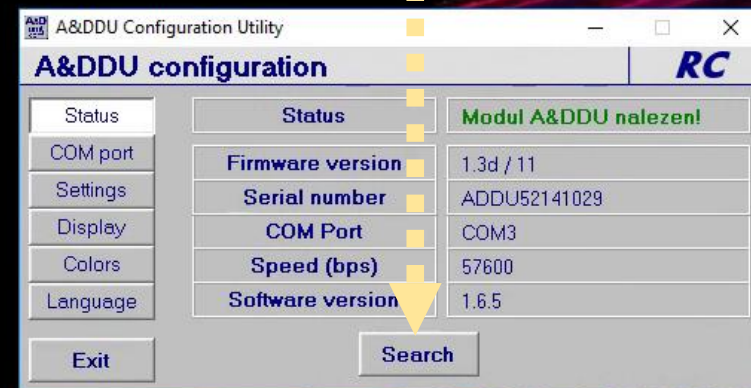 A&DDU Configuration Utility
A&DDU configuration RC
Status Status Modul A&DDU nalezen!
COM port Firmware version 1.3d / 11
Settings Serial number ADDU52141029
Display COM Port COM3
Colors Speed (bps) 57600
Language Software version 1.6.5
Exit Search